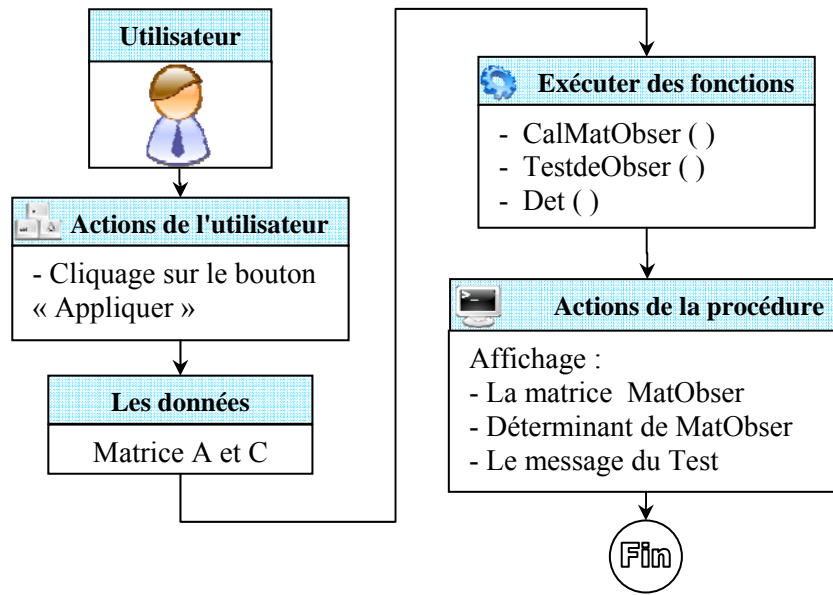 Utilisateur
Actions de l'utilisateur
- Cliquage sur le bouton
« Appliquer »
Les données
Matrice A et C
Exécuter des fonctions
- CalMatObser ( )
- TestdeObser ( )
- Det ( )
Actions de la procédure
Affichage :
- La matrice MatObser
- Déterminant de MatObser
- Le message du Test
Fin